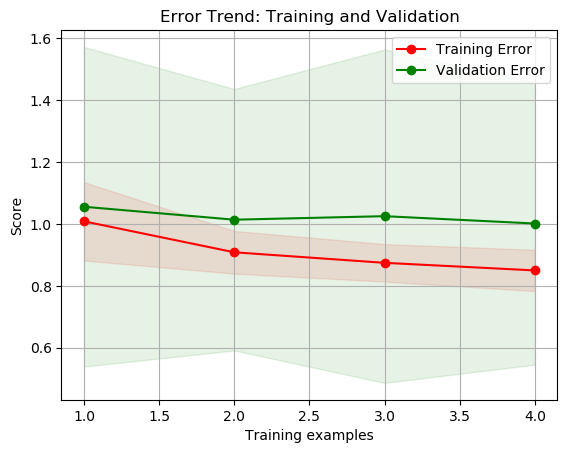 Error Trend: Training and Validation
Training Error
Validation Error
Score
1.6
1.4
1.2
1.0
0.8
0.6
1.0 1.5 2.0 2.5 3.0 3.5 4.0
Training examples